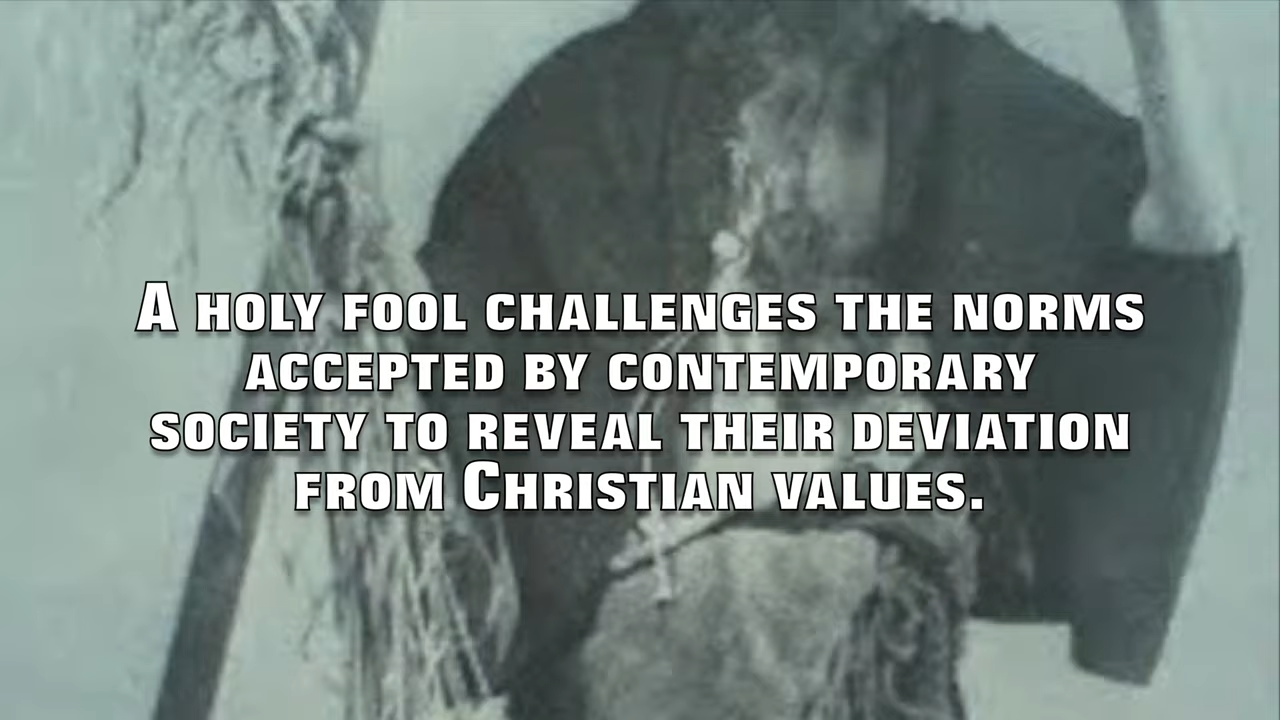 A holy fool challenges the norms
accepted by contemporary
society to reveal their deviation
from Christian values.